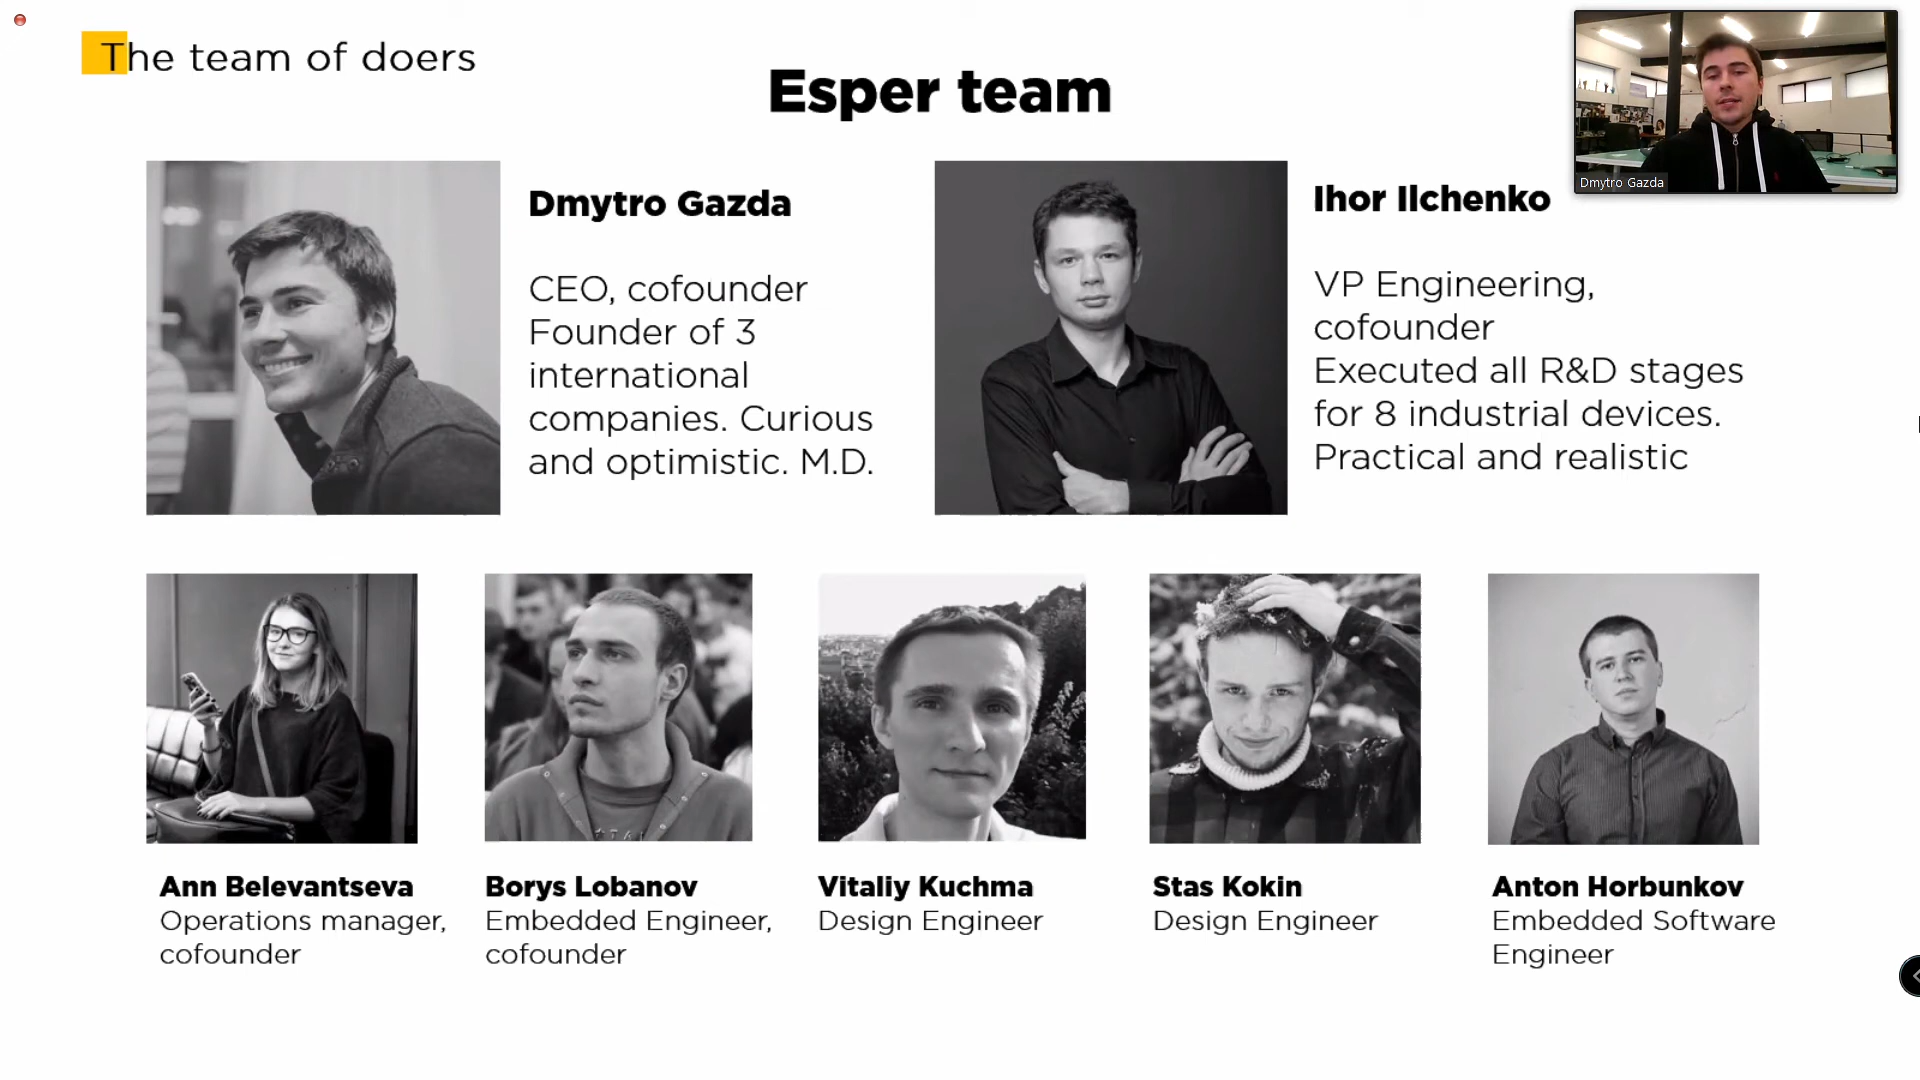 The team of doers
Esper team
Dmytro Gazda
Dmytro Gazda
CEO, cofounder
Founder of 3
international
companies. Curious
and optimistic. M.D.
Ihor Ilchenko
VP Engineering,
cofounder
Executed all R&D stages
for 8 industrial devices.
Practical and realistic
Ann Belevantseva
Operations manager,
cofounder
Borys Lobanov
Embedded Engineer,
cofounder
Vitaliy Kuchma
Design Engineer
Stas Kokin
Design Engineer
Anton Horbunkov
Embedded Software
Engineer